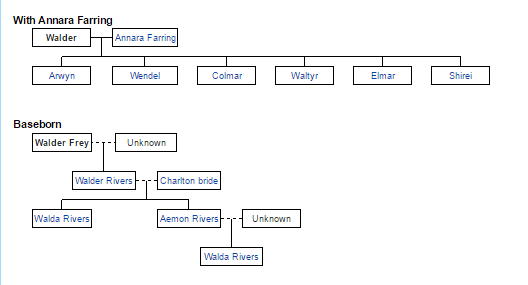 With Annara Farring
Walder Annara Farring
Arwyn Wendel Colmar Waltyr Elmar Shirei
Baseborn
Walder Frey Unknown
Walder Rivers Charlton bride
Walda Rivers Aemon Rivers Unknown
Walda Rivers